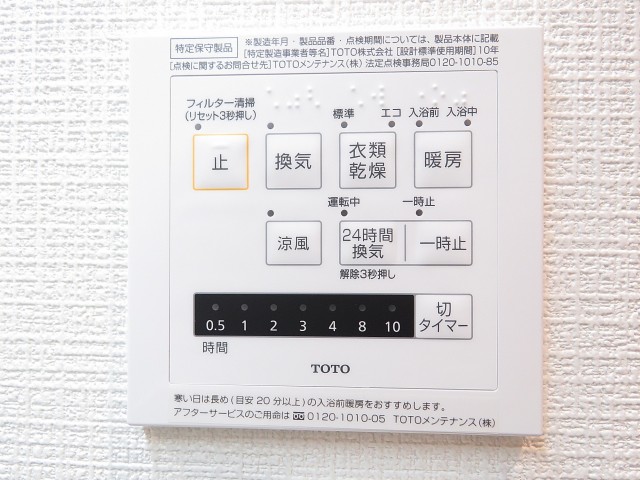 特定保守製品
※製造年月・製品品番・点検期間については、製品本体に記載
[特定製造事業者等名]TOTO株式会社 [設計標準使用期間]10年
[点検に関するお問合せ先]TOTOメンテナンス(株) 法定点検事務局0120-1010-85
フィルター清掃
(リセット3秒押し)
標準 エコ 入浴前 入浴中
止 換気 衣類乾燥 暖房
運転中 一時止
涼風 24時間換気 一時止
解除3秒押し
0.5 1 2 3 4 8 10 切タイマー
時間
TOTO
寒い日は長め(目安20分以上)の入浴前暖房をおすすめします。
アフターサービスのご用命は 0120-1010-05 TOTOメンテナンス(株)